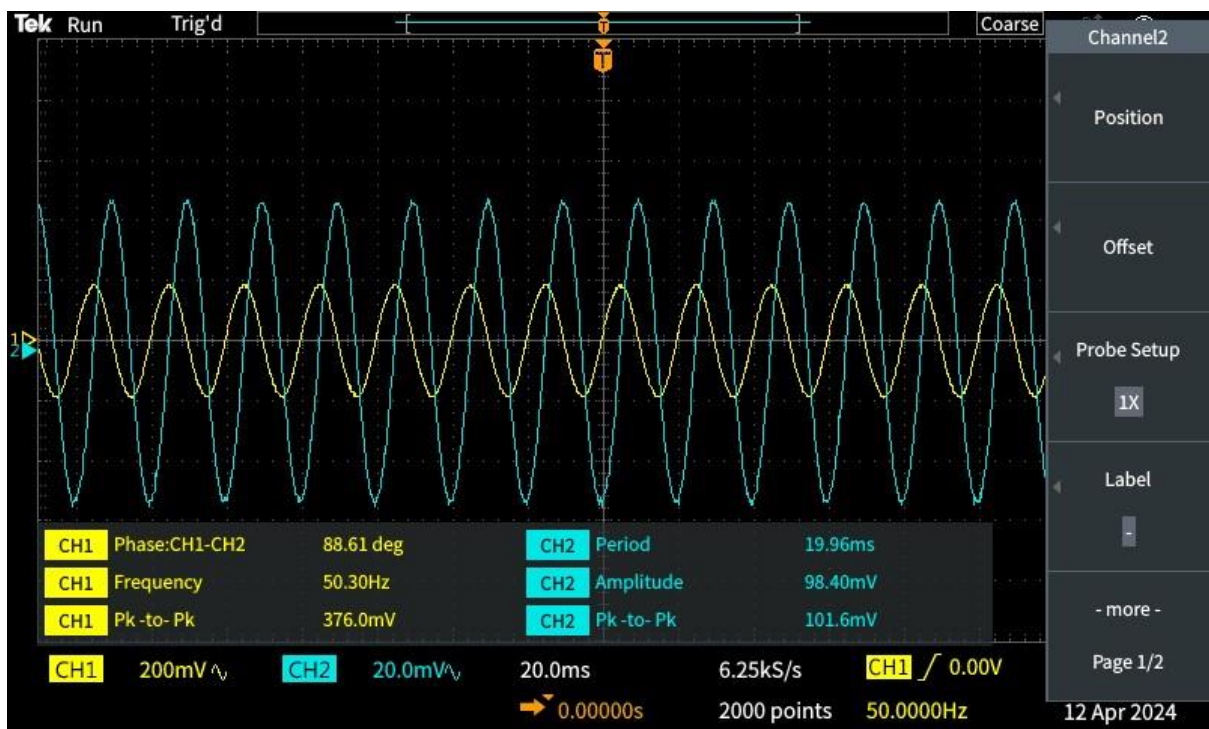 Tek Run Trig'd [ T ] Coarse
T
1
2
CH1 Phase:CH1-CH2 88.61 deg CH2 Period 19.96ms
CH1 Frequency 50.30Hz CH2 Amplitude 98.40mV
CH1 Pk-to-Pk 376.0mV CH2 Pk-to-Pk 101.6mV
CH1 200mV CH2 20.0mV 20.0ms 6.25kS/s CH1 0.00V
0.00000s 2000 points 50.0000Hz
Channel2
Position
Offset
Probe Setup
1X
Label
-
- more -
Page 1/2
12 Apr 2024